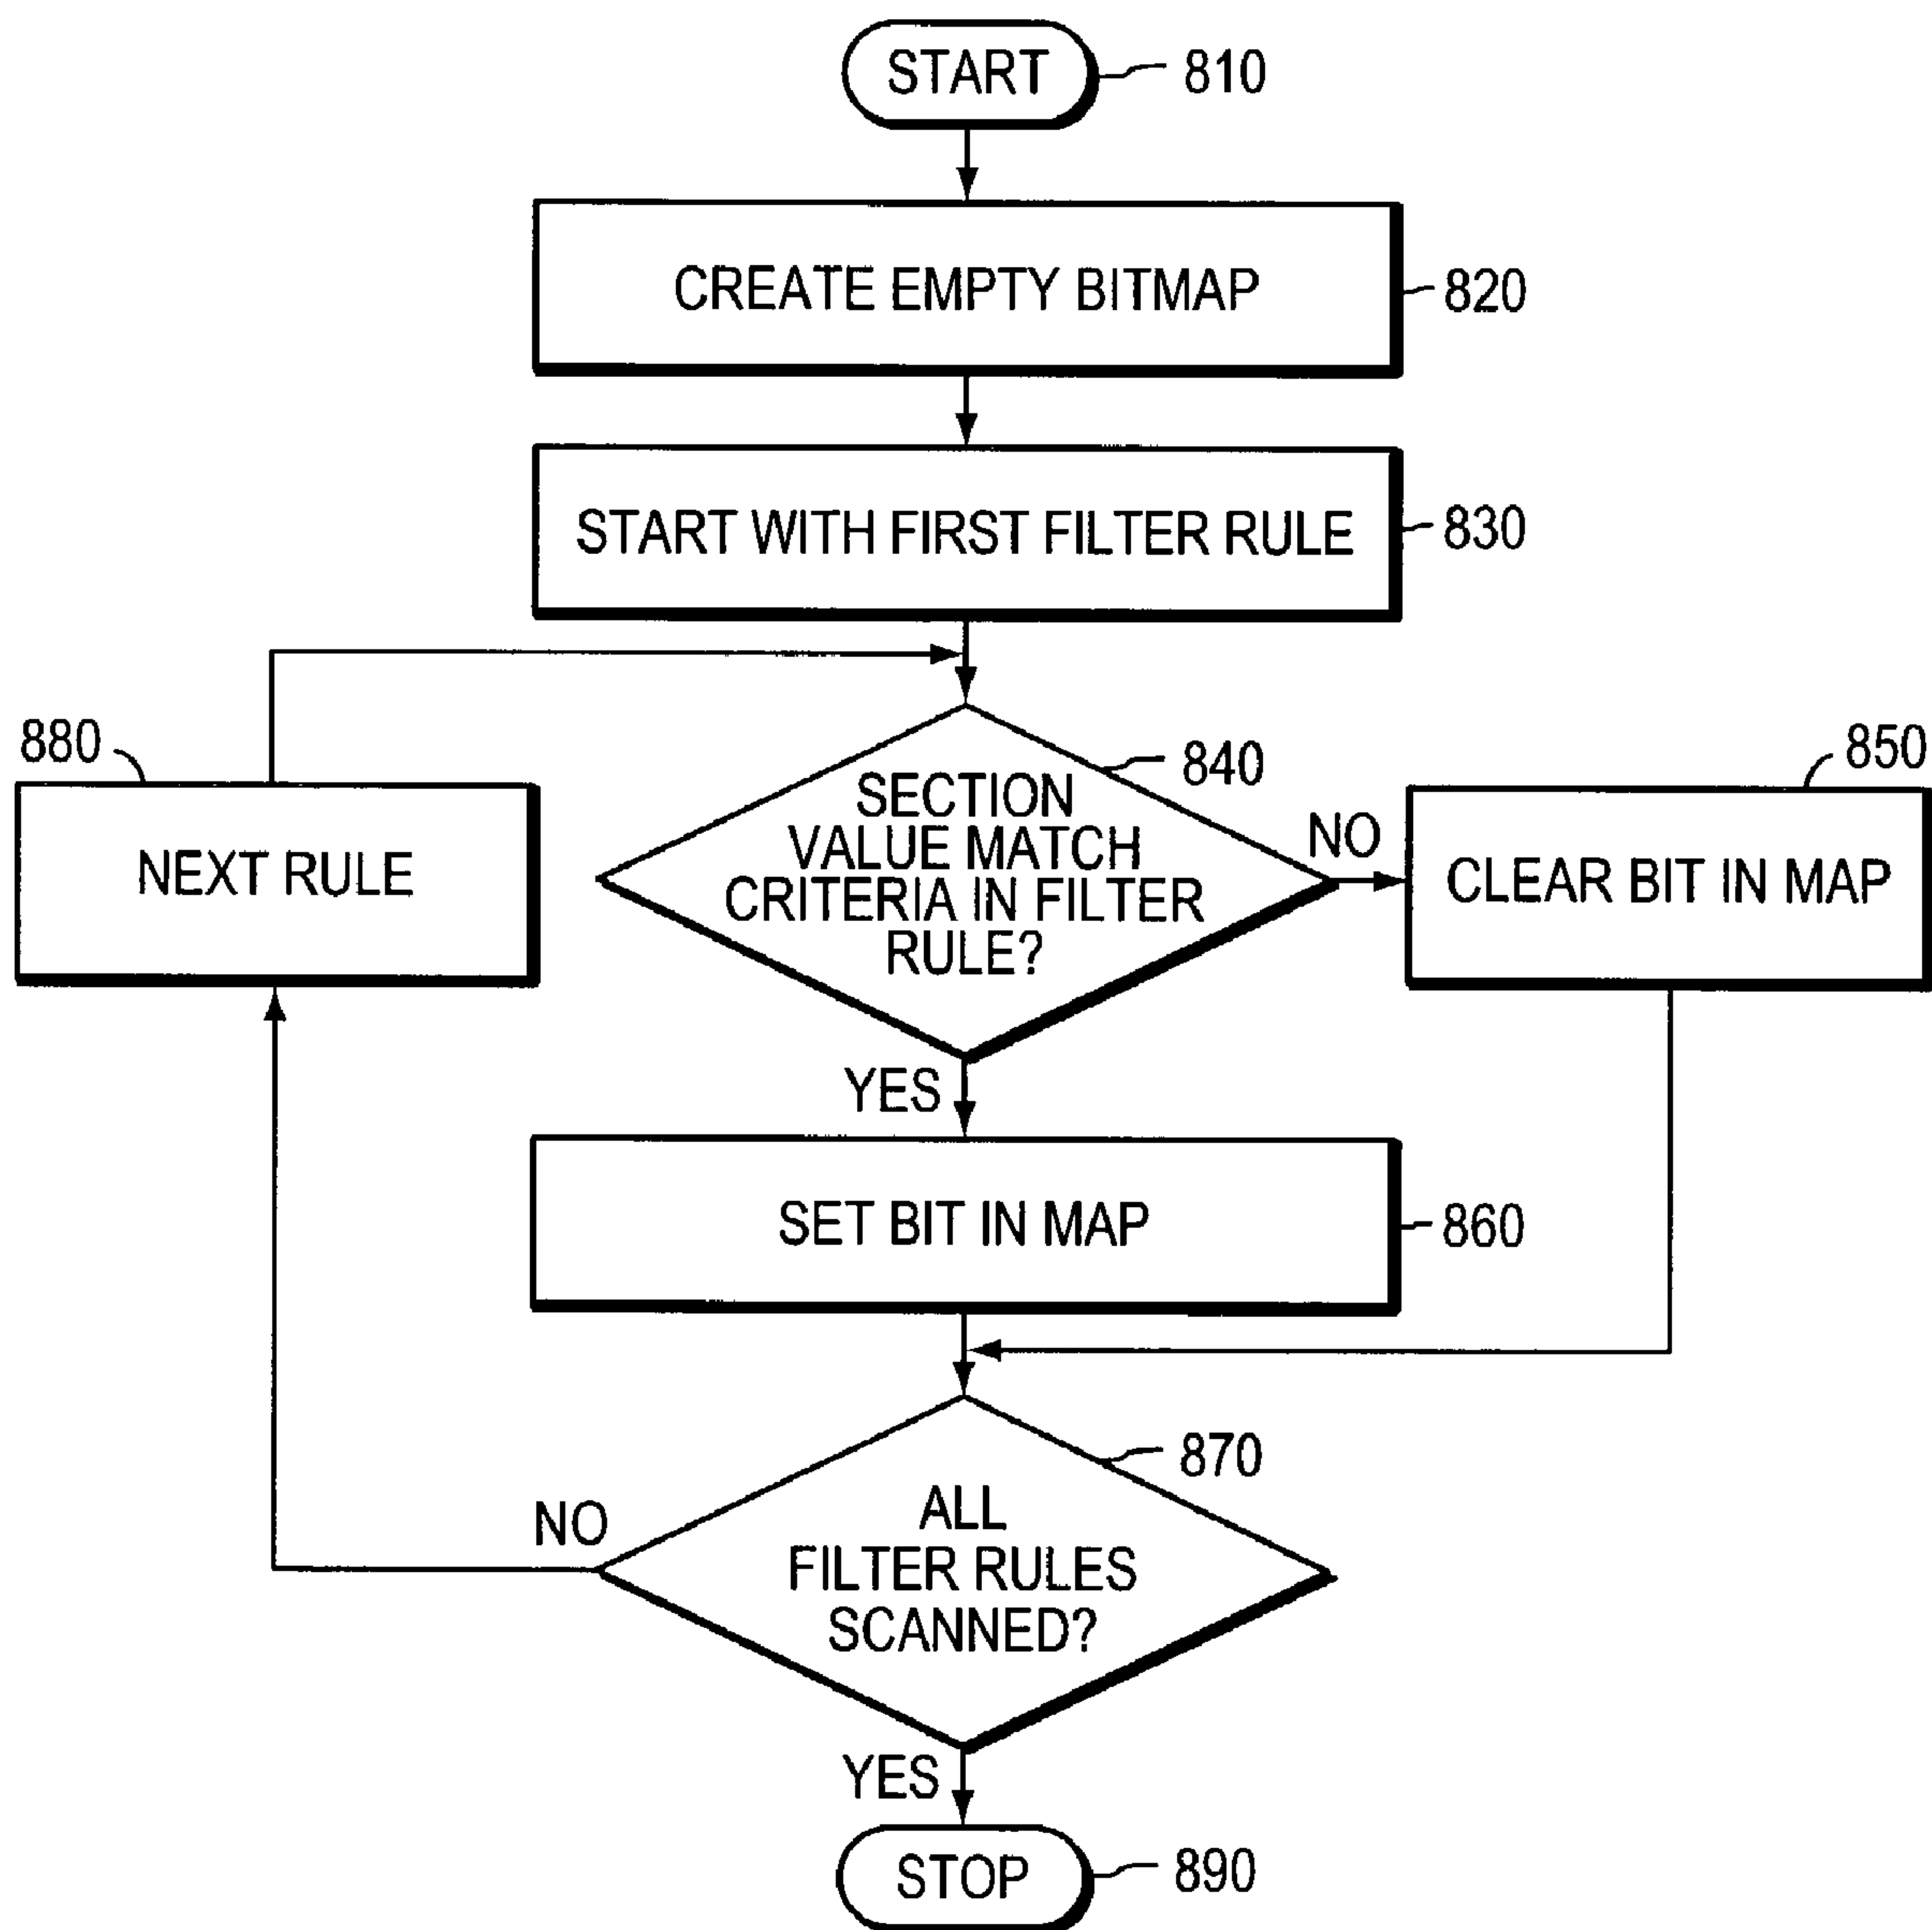 START
810
CREATE EMPTY BITMAP
820
START WITH FIRST FILTER RULE
830
880
NEXT RULE
840
SECTION
VALUE MATCH
CRITERIA IN FILTER
RULE?
NO
850
CLEAR BIT IN MAP
YES
SET BIT IN MAP
860
870
ALL
FILTER RULES
SCANNED?
NO
YES
STOP
890